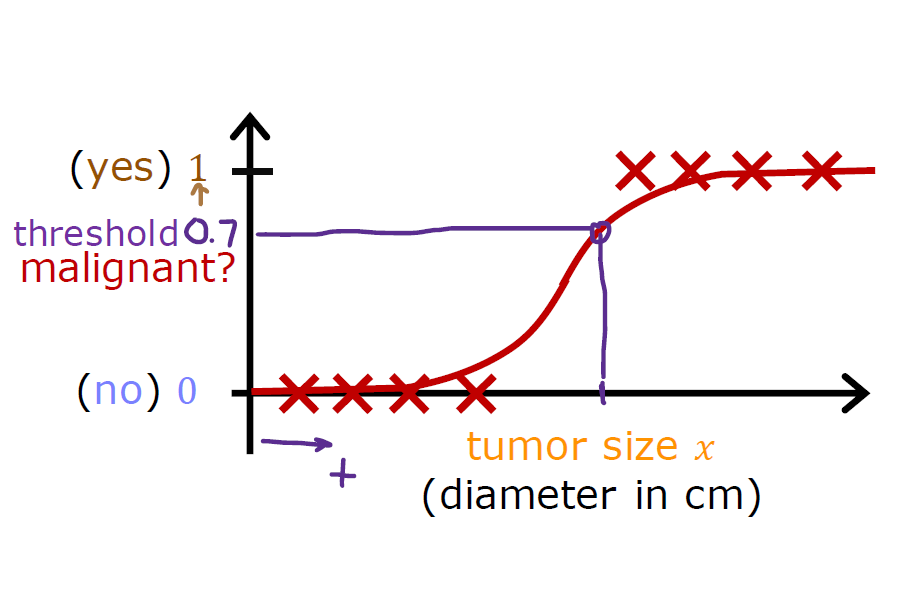 (yes) 1
threshold 0.7
malignant?
(no) 0
+
tumor size x
(diameter in cm)